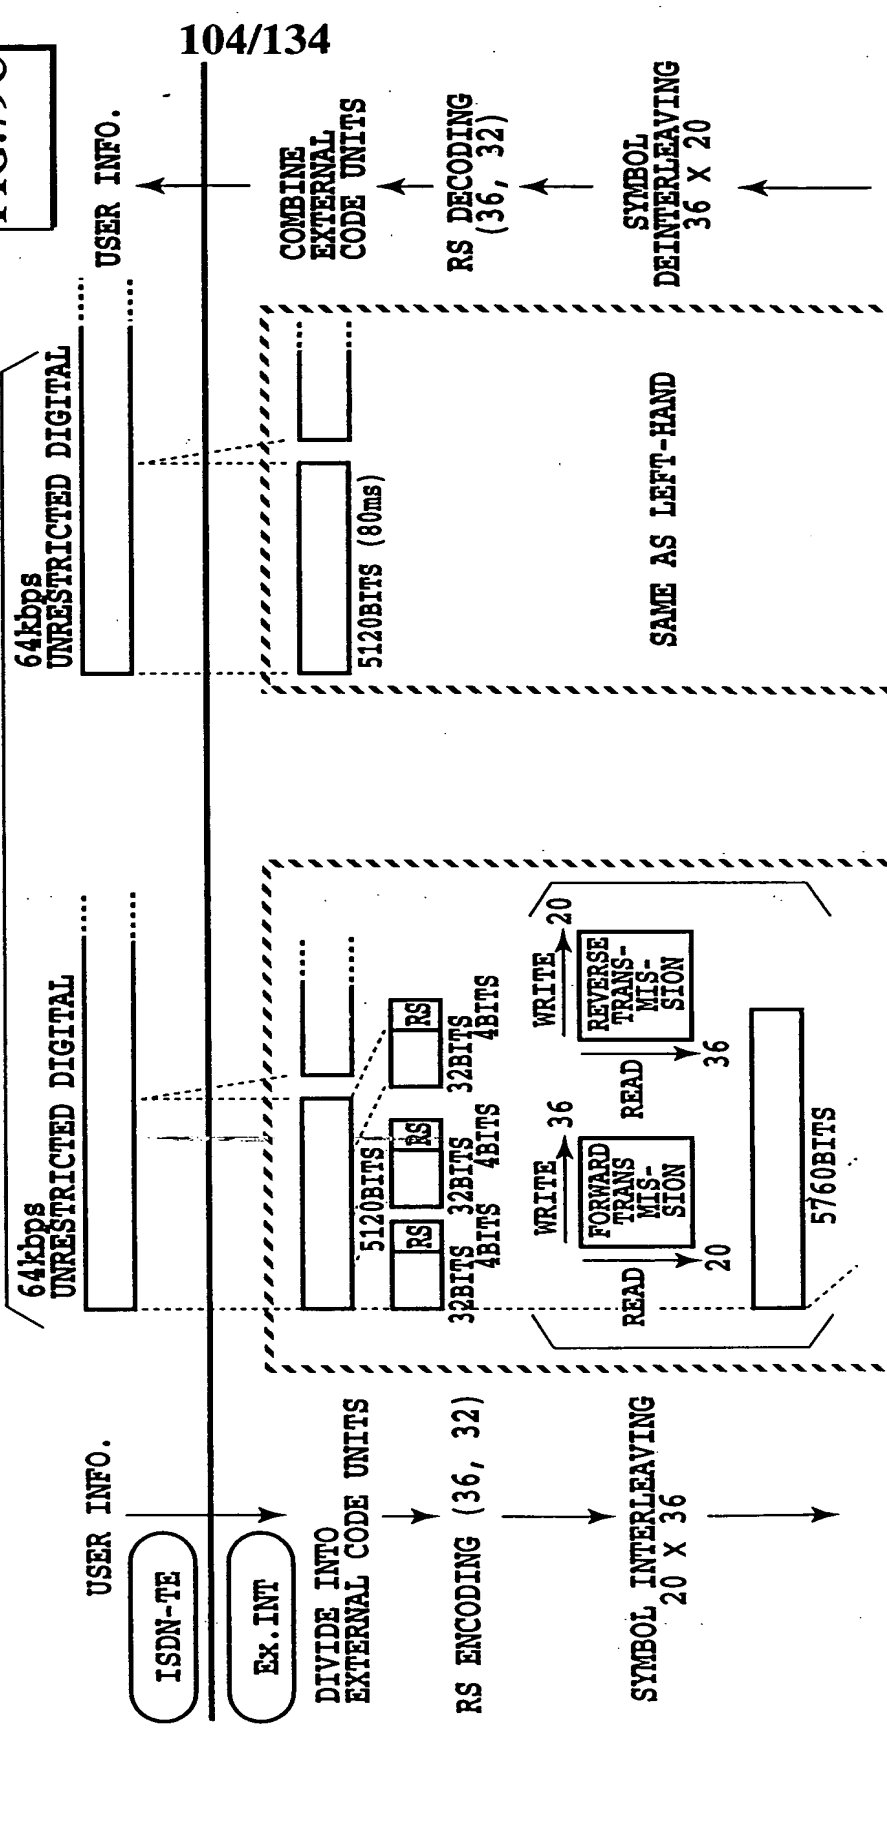 104/134
64kbps
UNRESTRICTED DIGITAL
64kbps
UNRESTRICTED DIGITAL
USER INFO.
USER INFO.
ISDN-TE
Ex.INT
DIVIDE INTO
EXTERNAL CODE UNITS
5120BITS
5120BITS (80ms)
COMBINE
EXTERNAL
CODE UNITS
RS
RS
RS
32BITS
4BITS
32BITS
4BITS
32BITS
4BITS
RS ENCODING (36, 32)
RS DECODING
(36, 32)
WRITE
36
WRITE
20
FORWARD
TRANS
MIS-
SION
READ
20
REVERSE
TRANS-
MIS-
SION
READ
36
SYMBOL INTERLEAVING
20 X 36
SAME AS LEFT-HAND
SYMBOL
DEINTERLEAVING
36 X 20
5760BITS